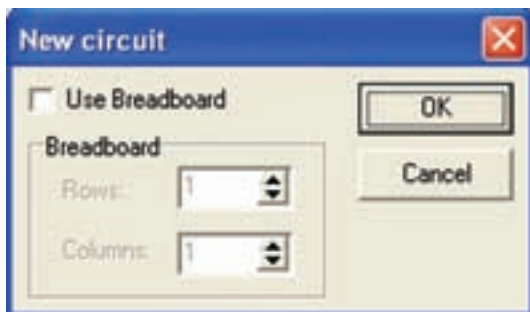 New circuit
Use Breadboard
OK
Breadboard
Rows: 1
Cancel
Columns: 1